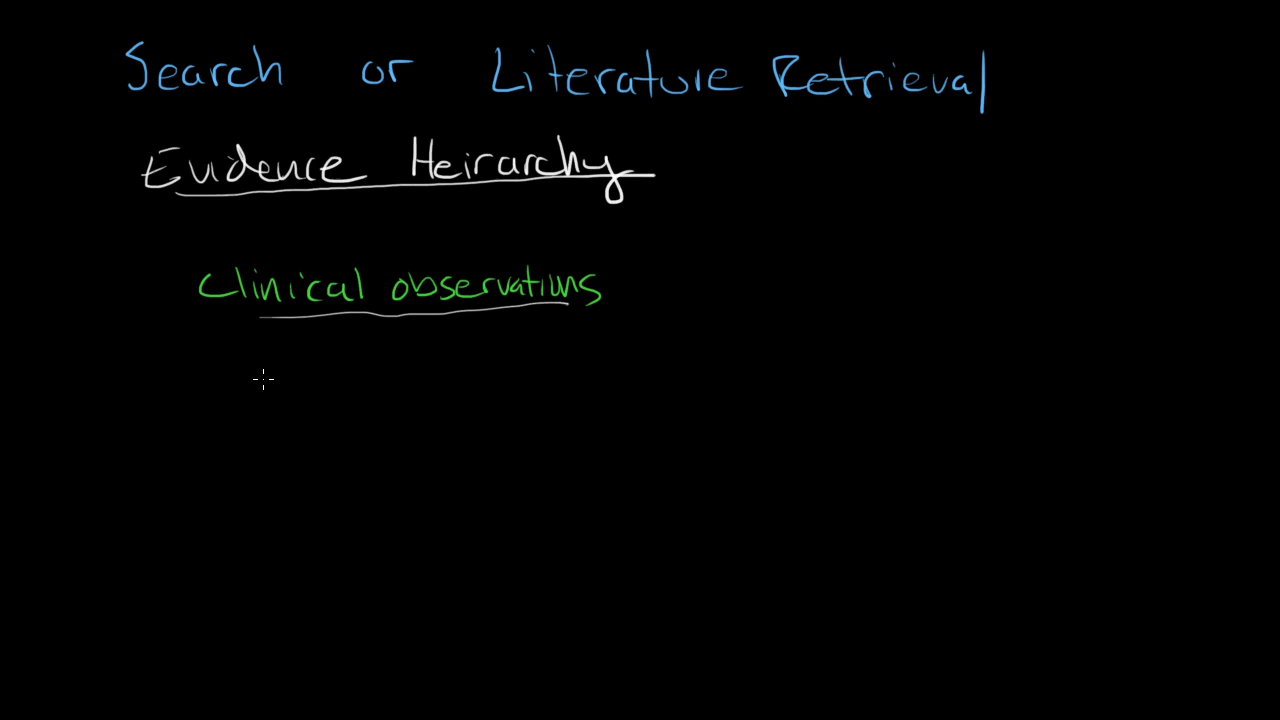 Search or Literature Retrieval
Evidence Heirarchy
Clinical observations